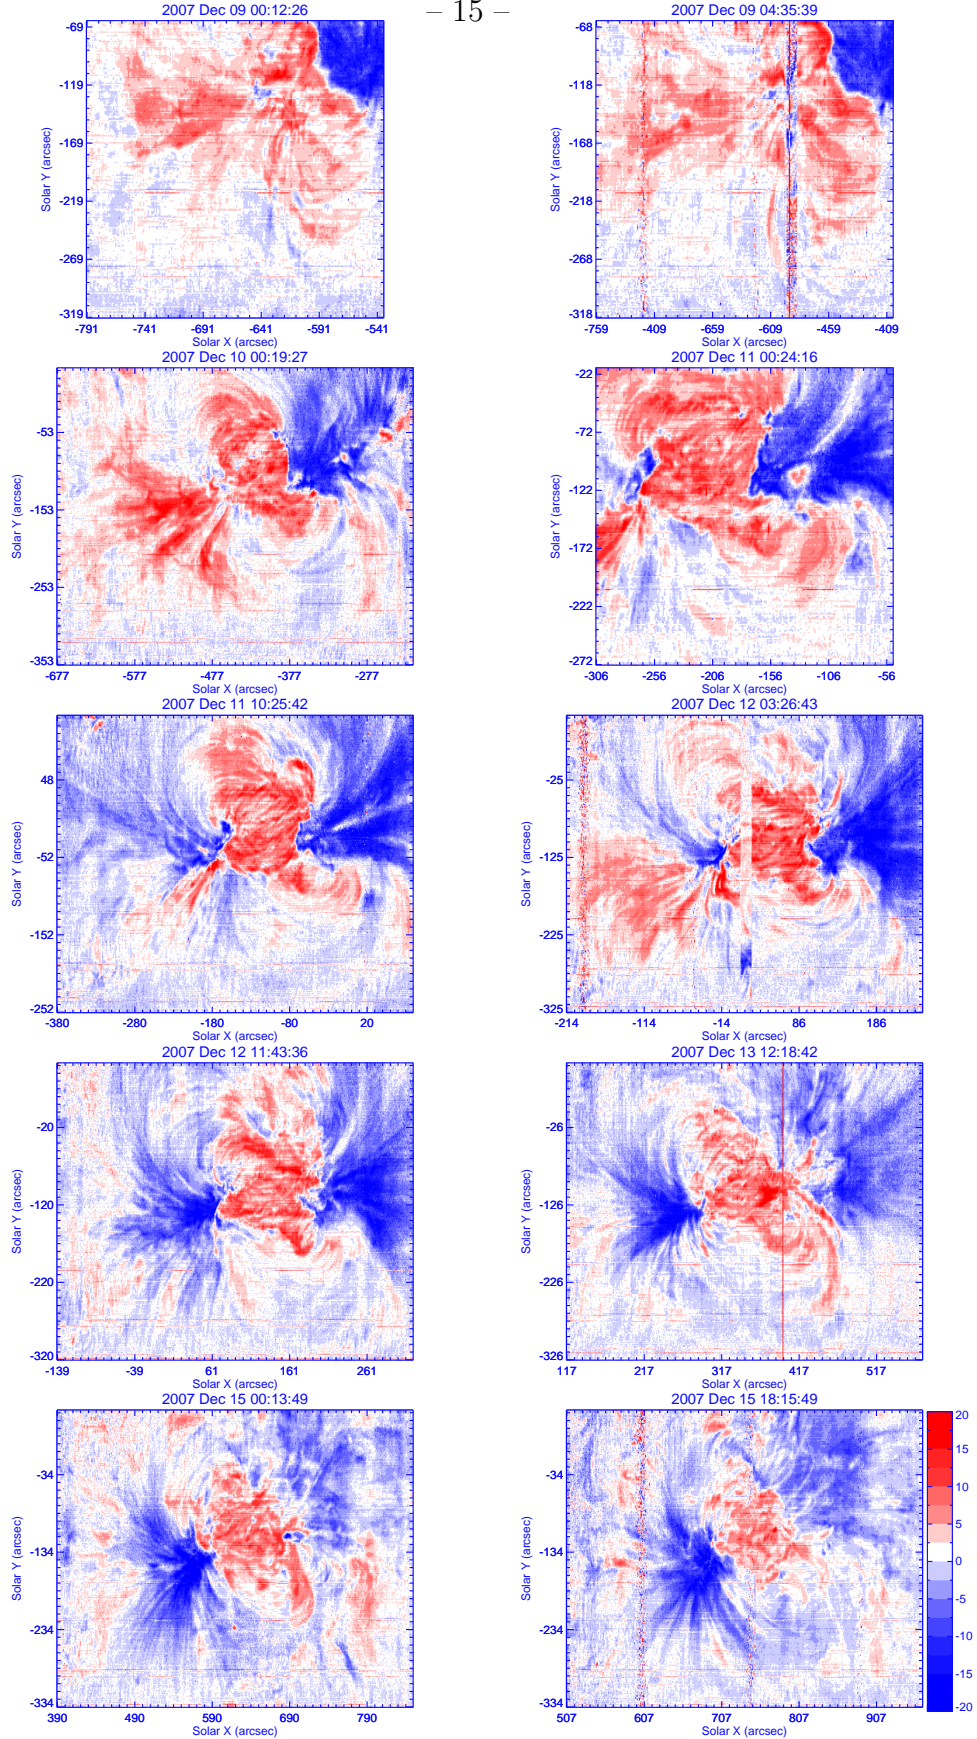 – 15 –
2007 Dec 09 00:12:26
-69
-119
-169
-219
-269
-319
Solar Y (arcsec)
-791 -741 -691 -641 -591 -541
Solar X (arcsec)
2007 Dec 09 04:35:39
-68
-118
-168
-218
-268
-318
Solar Y (arcsec)
-759 -409 -659 -609 -459 -409
Solar X (arcsec)
2007 Dec 10 00:19:27
-53
-153
-253
-353
Solar Y (arcsec)
-677 -577 -477 -377 -277
Solar X (arcsec)
2007 Dec 11 00:24:16
-22
-72
-122
-172
-222
-272
Solar Y (arcsec)
-306 -256 -206 -156 -106 -56
Solar X (arcsec)
2007 Dec 11 10:25:42
48
-52
-152
-252
Solar Y (arcsec)
-380 -280 -180 -80 20
Solar X (arcsec)
2007 Dec 12 03:26:43
-25
-125
-225
-325
Solar Y (arcsec)
-214 -114 -14 86 186
Solar X (arcsec)
2007 Dec 12 11:43:36
-20
-120
-220
-320
Solar Y (arcsec)
-139 -39 61 161 261
Solar X (arcsec)
2007 Dec 13 12:18:42
-26
-126
-226
-326
Solar Y (arcsec)
117 217 317 417 517
Solar X (arcsec)
2007 Dec 15 00:13:49
-34
-134
-234
-334
Solar Y (arcsec)
390 490 590 690 790
Solar X (arcsec)
2007 Dec 15 18:15:49
-34
-134
-234
-334
Solar Y (arcsec)
507 607 707 807 907
Solar X (arcsec)
20
15
10
5
0
-5
-10
-15
-20